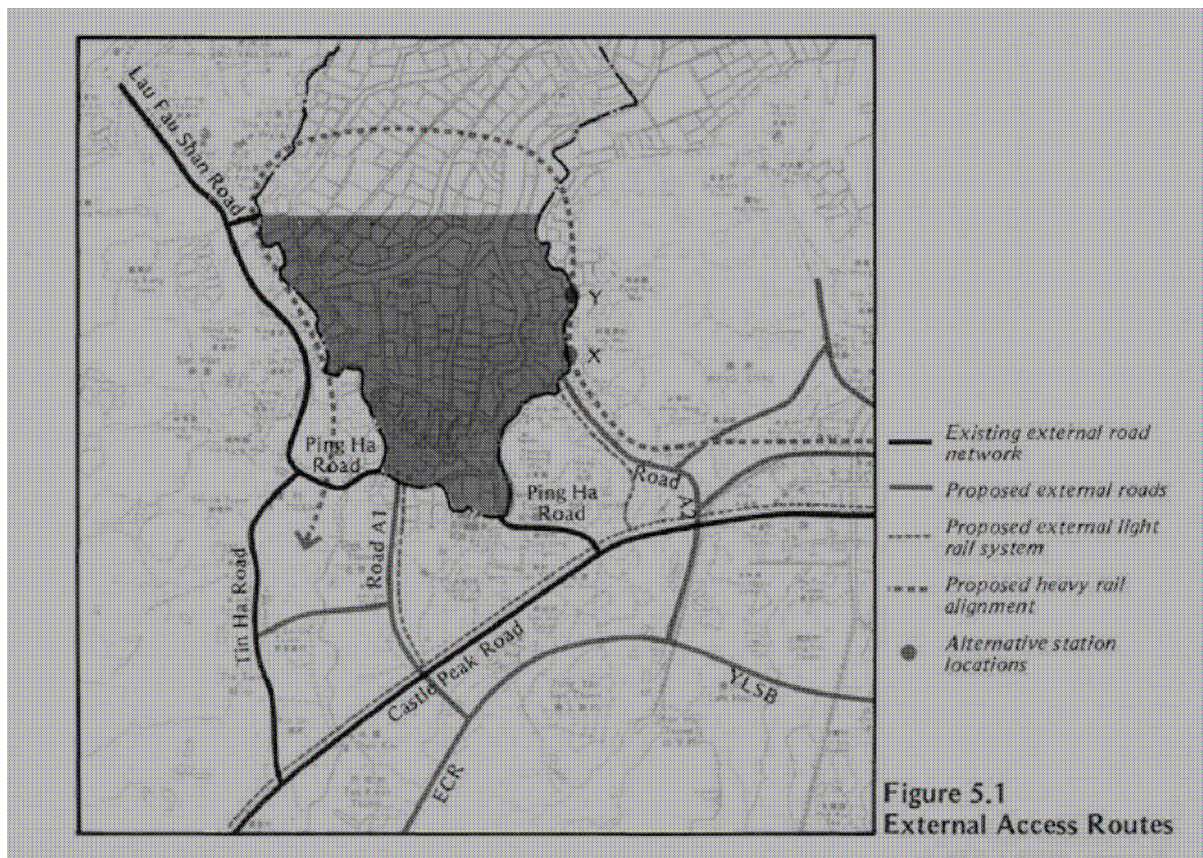 Lau Fau Shan Road
Y
X
Ping Ha
Road
Ping Ha
Road
Road A2
Road A1
Tin Ha Road
Castle Peak Road
YLSB
ECR
Existing external road
network
Proposed external roads
Proposed external light
rail system
Proposed heavy rail
alignment
Alternative station
locations
Figure 5.1
External Access Routes